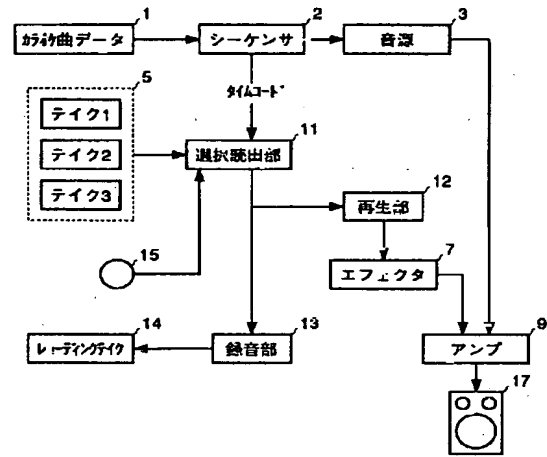 1
2
3
カラオケ曲データ
シーケンサ
音源
5
タイムコード
テイク1
11
テイク2
選択読出部
12
テイク3
再生部
15
7
エフェクタ
14
13
9
レコーディングテイク
録音部
アンプ
17